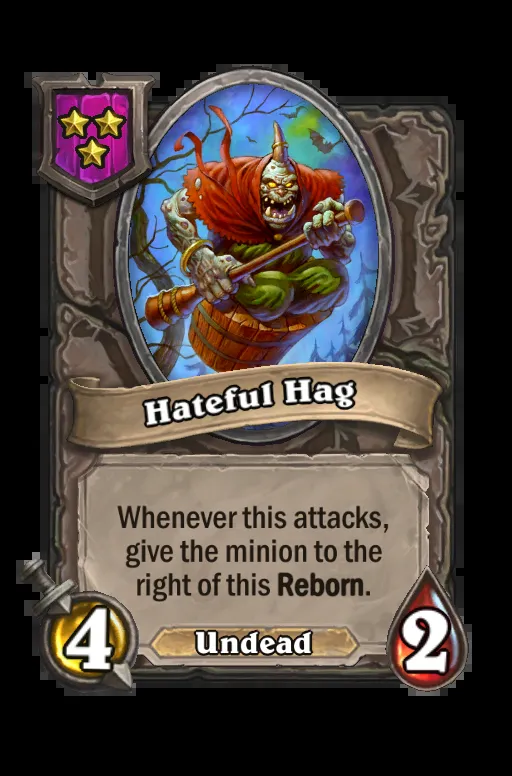 Hateful Hag
Whenever this attacks,
give the minion to the
right of this Reborn.
4
Undead
2